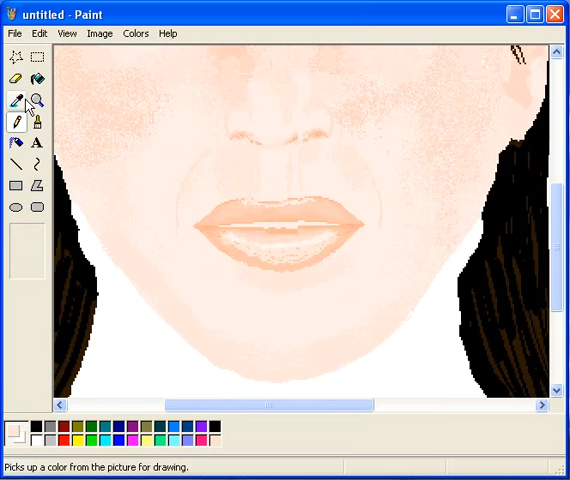 untitled - Paint
File Edit View Image Colors Help
A
Picks up a color from the picture for drawing.